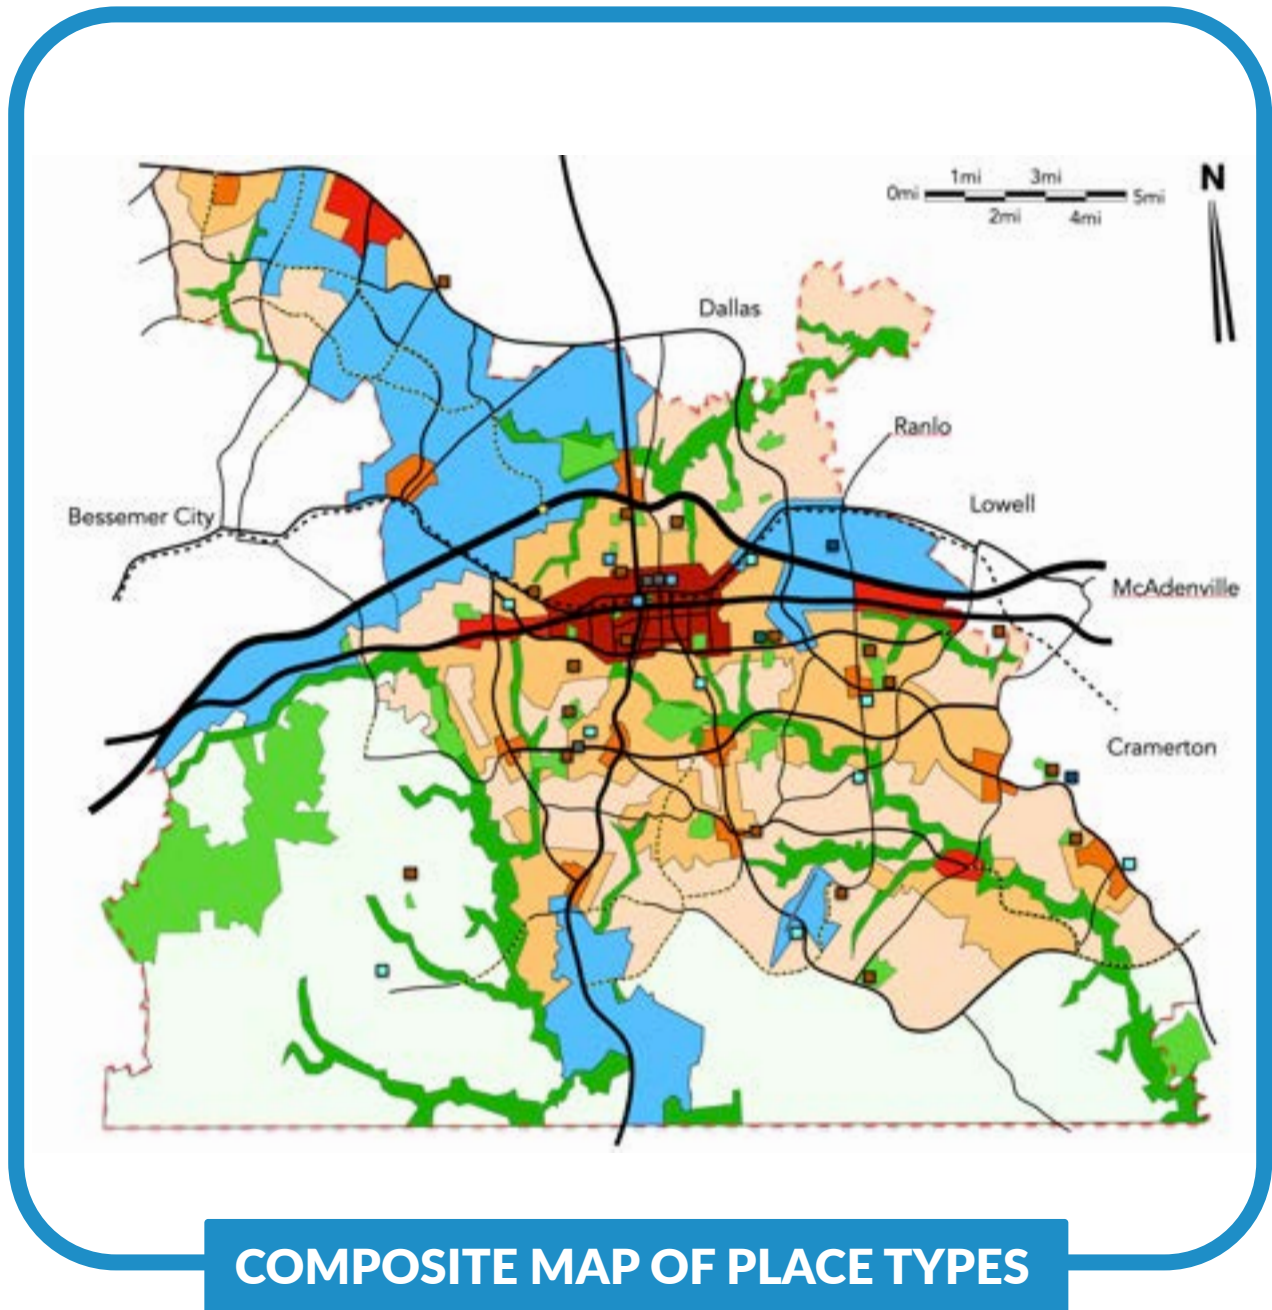 1mi 3mi
0mi 5mi
2mi 4mi
N
Dallas
Ranlo
Lowell
Bessemer City
McAdenville
Cramerton
COMPOSITE MAP OF PLACE TYPES